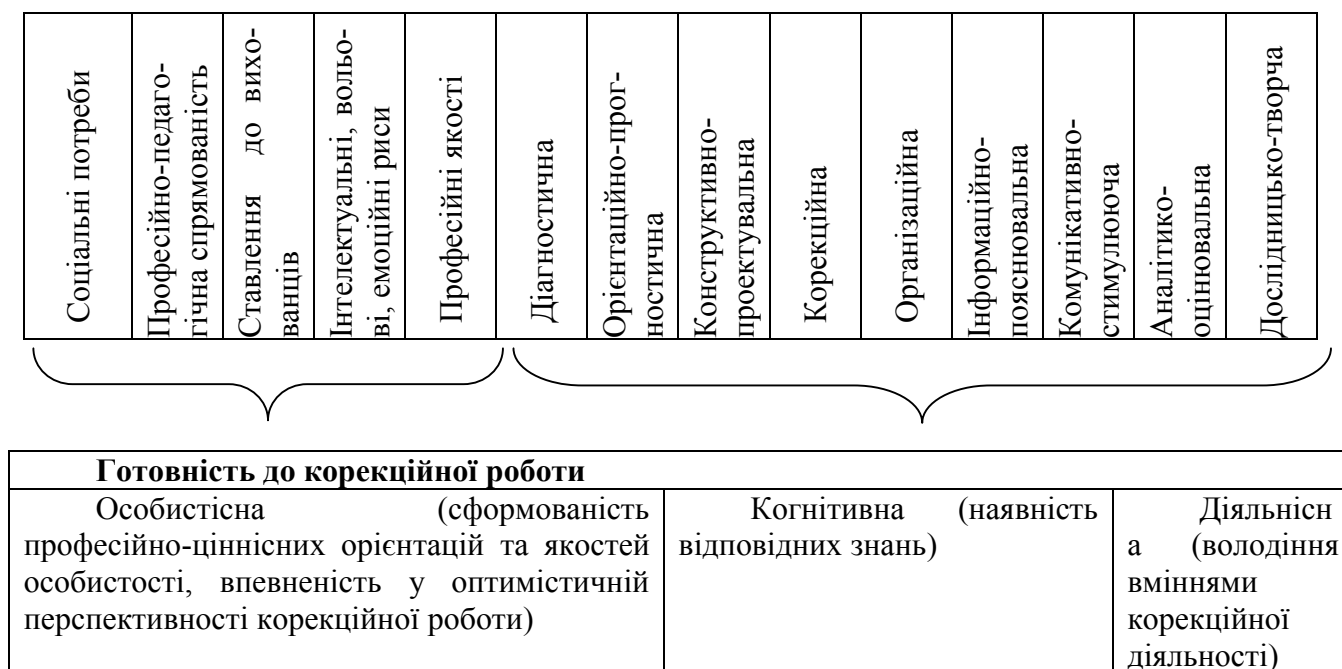 Соціальні потреби
Професійно-педаго-
гічна спрямованість
Ставлення до вихо-
ванців
Інтелектуальні, вольо-
ві, емоційні риси
Професійні якості
Діагностична
Орієнтаційно-прог-
ностична
Конструктивно-
проектувальна
Корекційна
Організаційна
Інформаційно-
пояснювальна
Комунікативно-
стимулююча
Аналітико-
оцінювальна
Дослідницько-творча
Готовність до корекційної роботи
Особистісна (сформованість
професійно-ціннісних орієнтацій та якостей
особистості, впевненість у оптимістичній
перспективності корекційної роботи)
Когнітивна (наявність
відповідних знань)
Діяльнісн
а (володіння
вміннями
корекційної
діяльності)